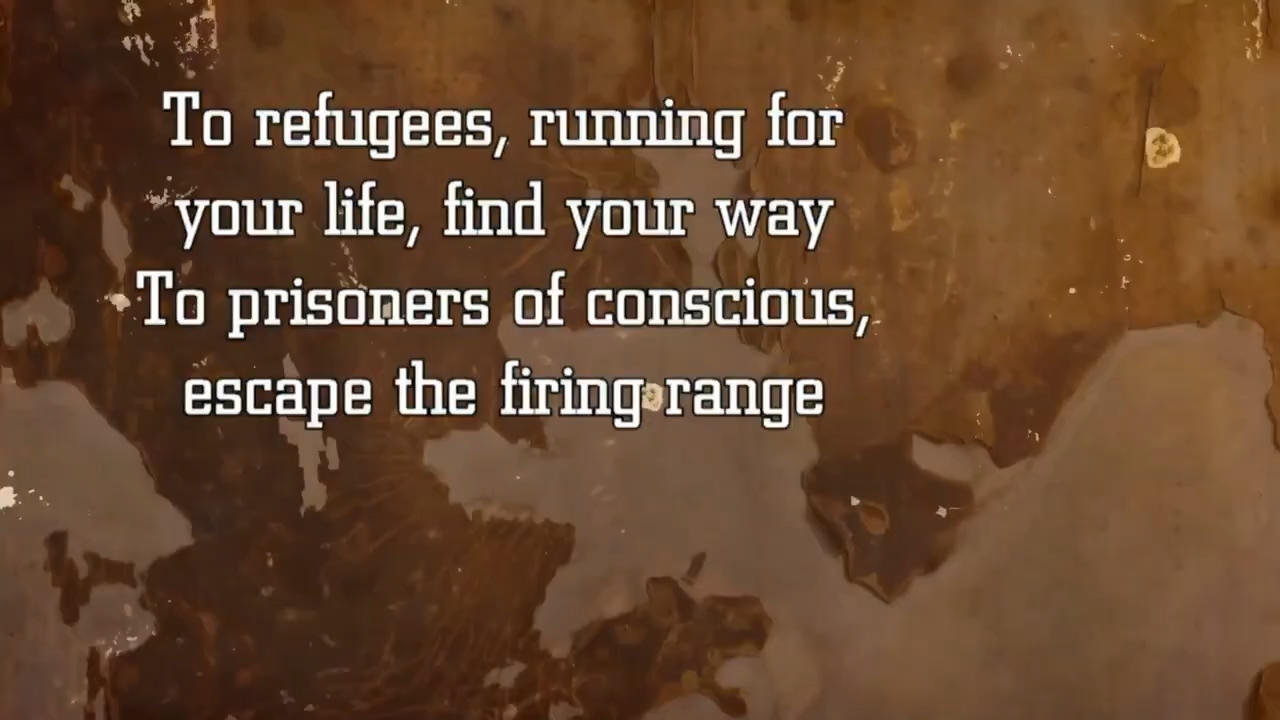 To refugees, running for
your life, find your way
To prisoners of conscious,
escape the firing range